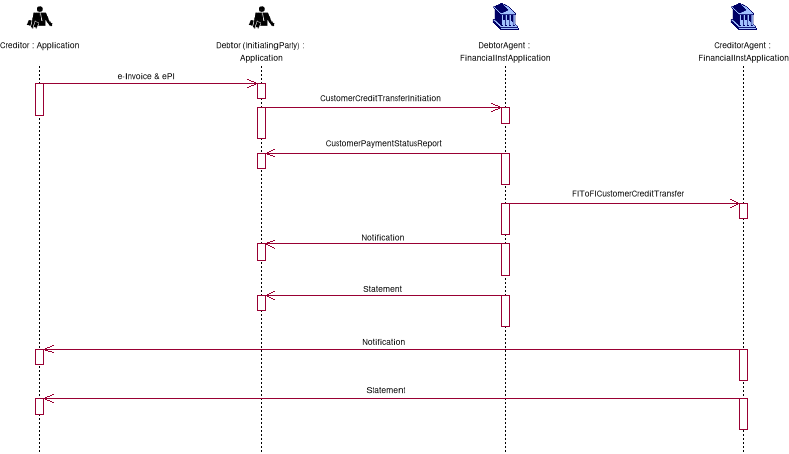 Creditor : Application
Debtor (InitiatingParty) :
Application
DebtorAgent :
FinancialInstApplication
CreditorAgent :
FinancialInstApplication
e-Invoice & ePI
CustomerCreditTransferInitiation
CustomerPaymentStatusReport
FIToFICustomerCreditTransfer
Notification
Statement
Notification
Statement